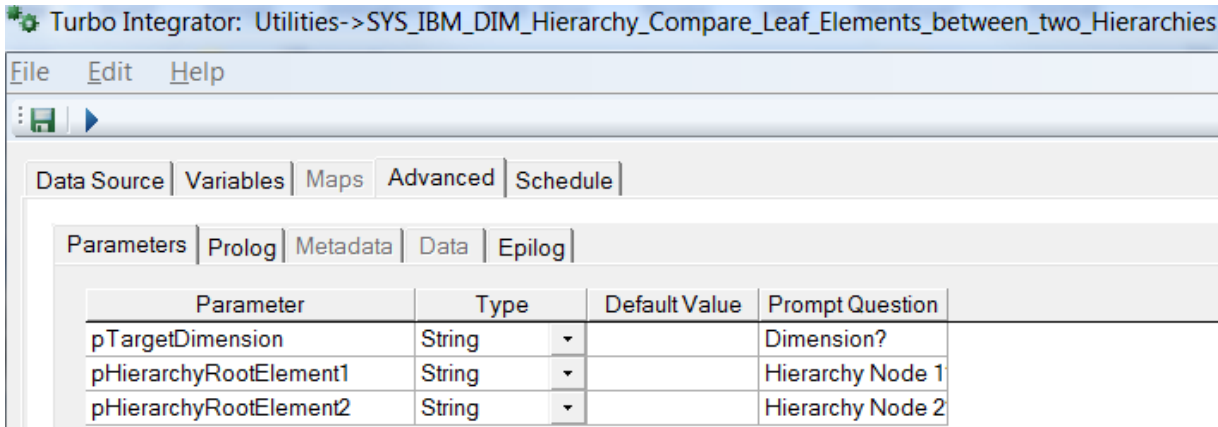 Turbo Integrator: Utilities->SYS_IBM_DIM_Hierarchy_Compare_Leaf_Elements_between_two_Hierarchies
File Edit Help
Data Source Variables Maps Advanced Schedule
Parameters Prolog Metadata Data Epilog
Parameter Type Default Value Prompt Question
pTargetDimension String Dimension?
pHierarchyRootElement1 String Hierarchy Node 1
pHierarchyRootElement2 String Hierarchy Node 2